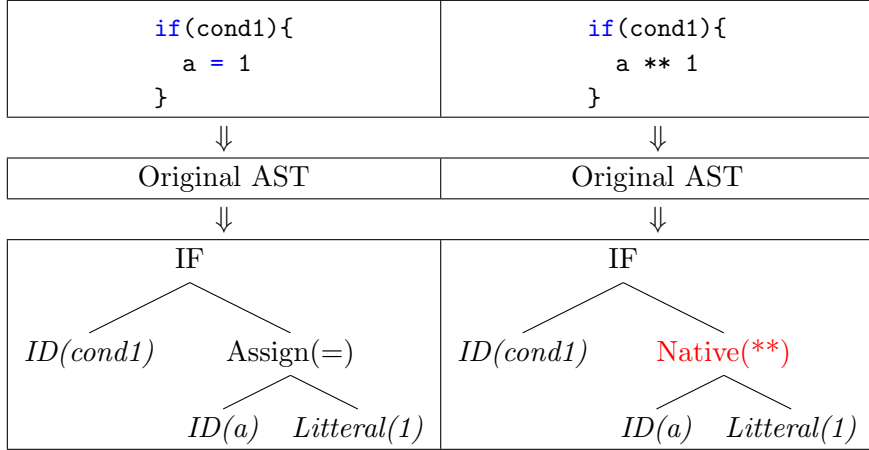 if(cond1){
a = 1
}
if(cond1){
a ** 1
}
⇓ ⇓
Original AST Original AST
⇓ ⇓
IF IF
ID(cond1) Assign(=) ID(cond1) Native(**)
ID(a) Litteral(1) ID(a) Litteral(1)